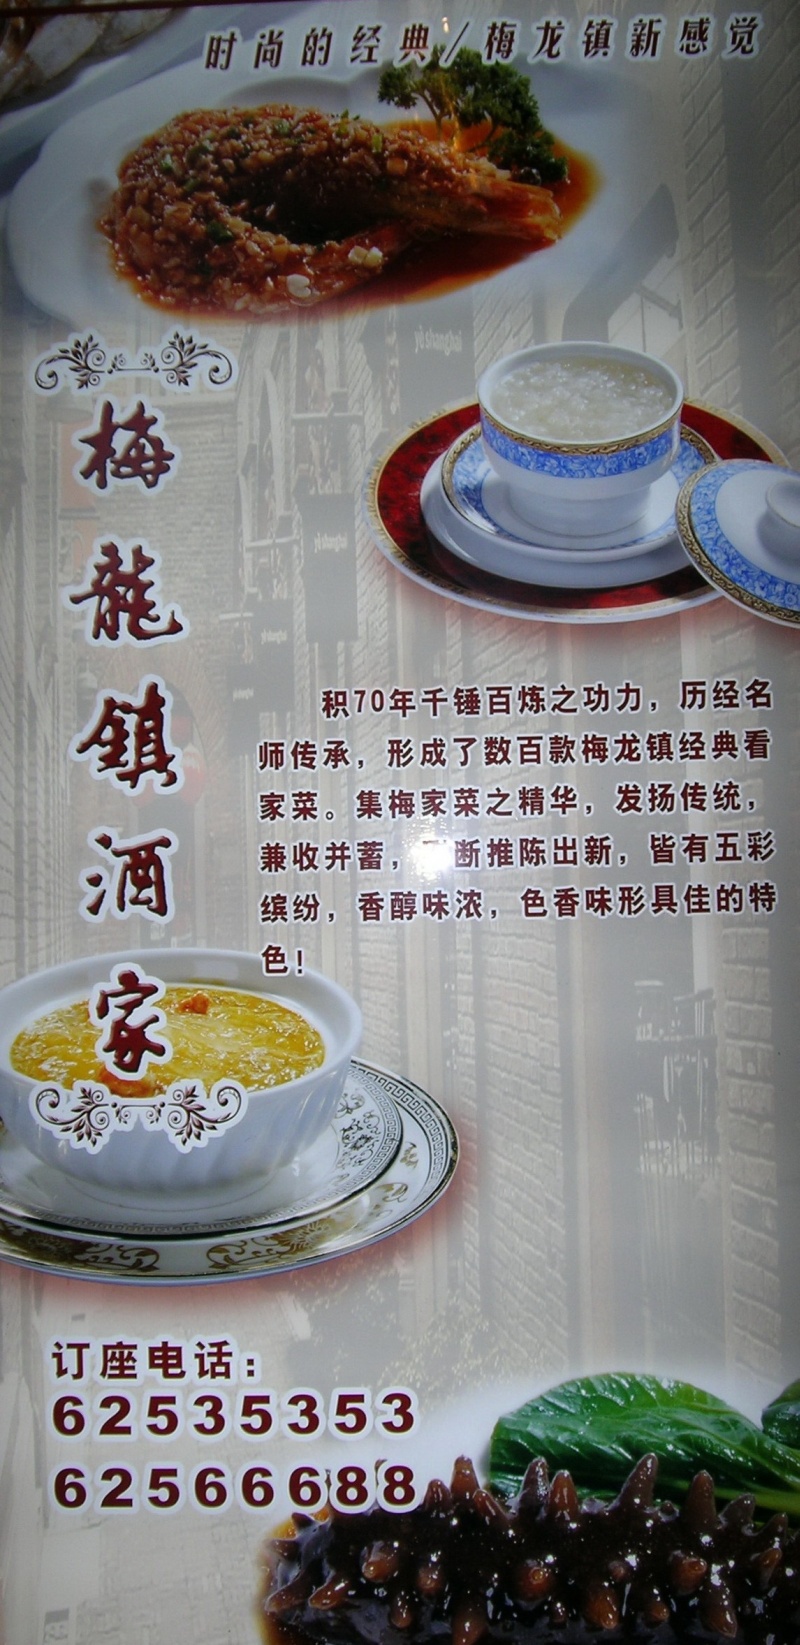 时尚的经典/梅龙镇新感觉
yè shanghai
梅龍鎮酒家
积70年千锤百炼之功力，历经名
师传承，形成了数百款梅龙镇经典看
家菜。集梅家菜之精华，发扬传统，
兼收并蓄，断推陈出新，皆有五彩
缤纷，香醇味浓，色香味形具佳的特
色！
订座电话：
62535353
62566688